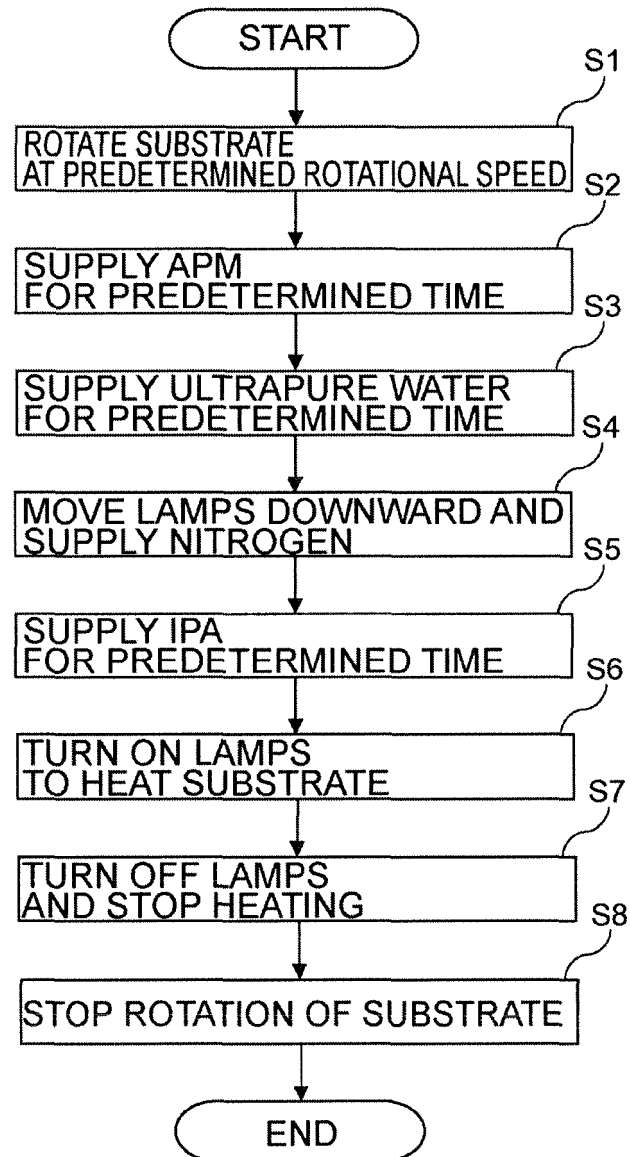 START
S1
ROTATE SUBSTRATE
AT PREDETERMINED ROTATIONAL SPEED
S2
SUPPLY APM
FOR PREDETERMINED TIME
S3
SUPPLY ULTRAPURE WATER
FOR PREDETERMINED TIME
S4
MOVE LAMPS DOWNWARD AND
SUPPLY NITROGEN
S5
SUPPLY IPA
FOR PREDETERMINED TIME
S6
TURN ON LAMPS
TO HEAT SUBSTRATE
S7
TURN OFF LAMPS
AND STOP HEATING
S8
STOP ROTATION OF SUBSTRATE
END